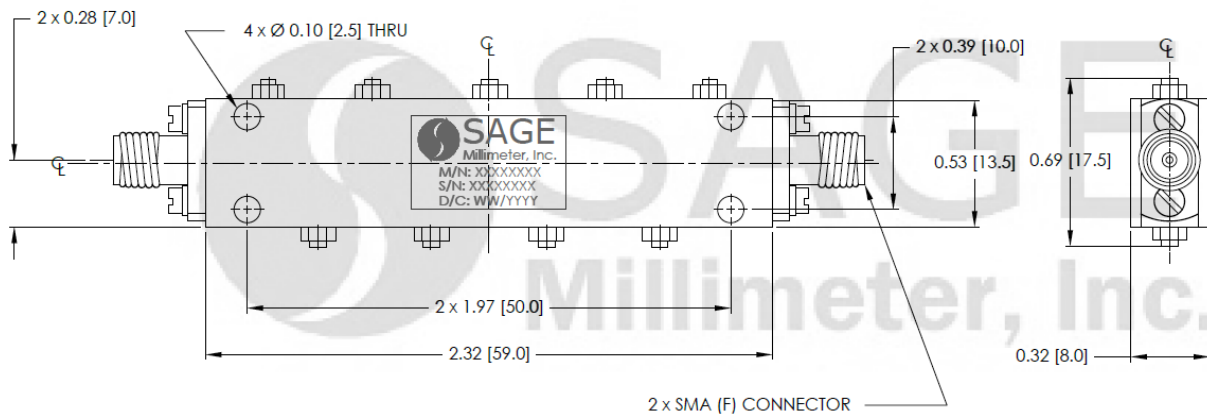 2 x 0.28 [7.0]
4 x Ø 0.10 [2.5] THRU
℄
2 x 0.39 [10.0]
℄
SAGE
Millimeter, Inc.
SAGE
Millimeter, Inc.
M/N: XXXXXXXX
S/N: XXXXXXXX
D/C: WW/YYYY
℄
0.53 [13.5]
0.69 [17.5]
2 x 1.97 [50.0]
2.32 [59.0]
0.32 [8.0]
2 x SMA (F) CONNECTOR